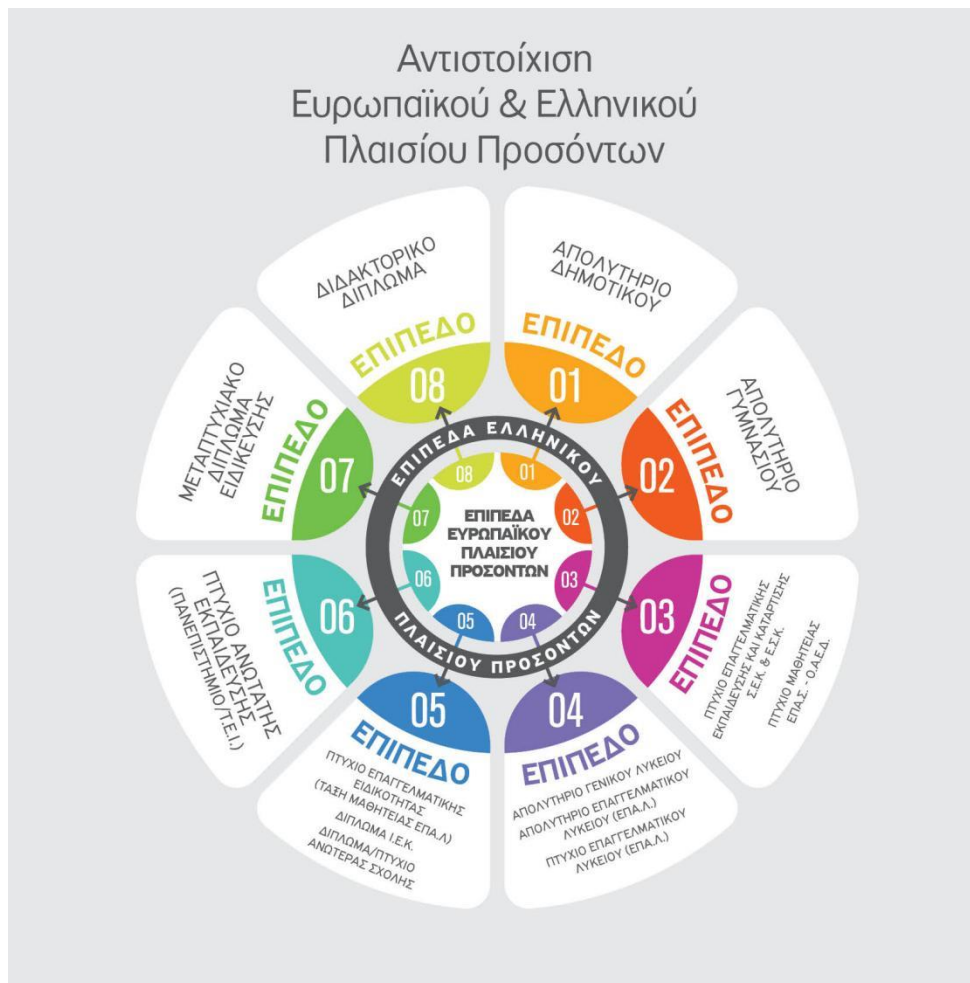 Αντιστοίχιση
Ευρωπαϊκού & Ελληνικού
Πλαισίου Προσόντων
ΑΠΟΛΥΤΗΡΙΟ
ΔΗΜΟΤΙΚΟΥ
ΕΠΙΠΕΔΟ
01
ΑΠΟΛΥΤΗΡΙΟ
ΓΥΜΝΑΣΙΟΥ
ΕΠΙΠΕΔΟ
02
ΠΤΥΧΙΟ ΕΠΑΓΓΕΛΜΑΤΙΚΗΣ
ΕΚΠΑΙΔΕΥΣΗΣ ΚΑΙ ΚΑΤΑΡΤΙΣΗΣ
Σ.Ε.Κ. & Ε.Σ.Κ.
ΠΤΥΧΙΟ ΜΑΘΗΤΕΙΑΣ
ΕΠΑ.Σ. - Ο.Α.Ε.Δ.
ΕΠΙΠΕΔΟ
03
04
ΕΠΙΠΕΔΟ
ΑΠΟΛΥΤΗΡΙΟ ΓΕΝΙΚΟΥ ΛΥΚΕΙΟΥ
ΑΠΟΛΥΤΗΡΙΟ ΕΠΑΓΓΕΛΜΑΤΙΚΟΥ
ΛΥΚΕΙΟΥ (ΕΠΑ.Λ.)
ΠΤΥΧΙΟ ΕΠΑΓΓΕΛΜΑΤΙΚΟΥ
ΛΥΚΕΙΟΥ (ΕΠΑ.Λ.)
05
ΕΠΙΠΕΔΟ
ΠΤΥΧΙΟ ΕΠΑΓΓΕΛΜΑΤΙΚΗΣ
ΕΙΔΙΚΟΤΗΤΑΣ
(ΤΑΞΗ ΜΑΘΗΤΕΙΑΣ ΕΠΑ.Λ)
ΔΙΠΛΩΜΑ Ι.Ε.Κ.
ΔΙΠΛΩΜΑ/ΠΤΥΧΙΟ
ΑΝΩΤΕΡΑΣ ΣΧΟΛΗΣ
06
ΕΠΙΠΕΔΟ
ΠΤΥΧΙΟ ΑΝΩΤΑΤΗΣ
ΕΚΠΑΙΔΕΥΣΗΣ
(ΠΑΝΕΠΙΣΤΗΜΙΟ/Τ.Ε.Ι.)
ΜΕΤΑΠΤΥΧΙΑΚΟ
ΔΙΠΛΩΜΑ
ΕΙΔΙΚΕΥΣΗΣ
ΕΠΙΠΕΔΟ
07
ΔΙΔΑΚΤΟΡΙΚΟ
ΔΙΠΛΩΜΑ
ΕΠΙΠΕΔΟ
08
ΕΠΙΠΕΔΑ ΕΛΛΗΝΙΚΟΥ
ΠΛΑΙΣΙΟΥ ΠΡΟΣΟΝΤΩΝ
01
02
03
04
05
06
07
08
ΕΠΙΠΕΔΑ
ΕΥΡΩΠΑΪΚΟΥ
ΠΛΑΙΣΙΟΥ
ΠΡΟΣΟΝΤΩΝ